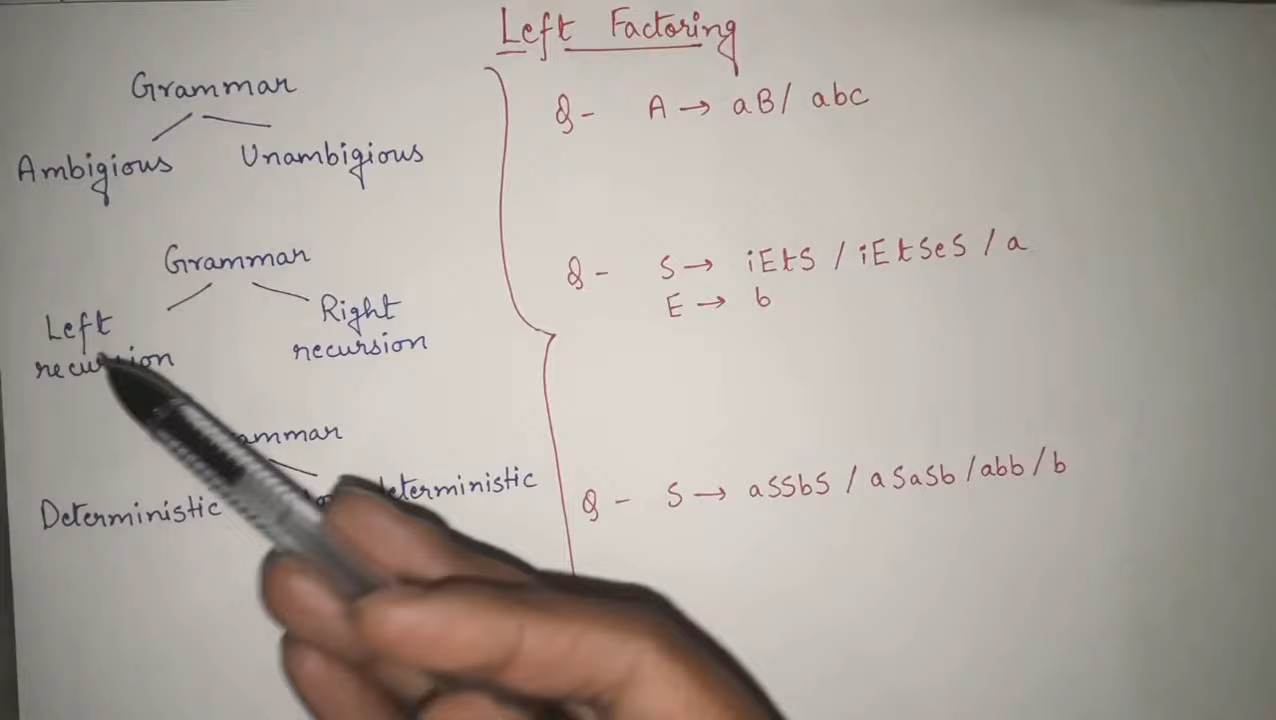 Left Factoring
Grammar
Ambigious Unambigious
Grammar
Left
recursion
Right
recursion
Deterministic
Q- A → aB/ abc
Q- S → iEtS / iEtSeS / a
E → b
Q- S → aSSbS / aSaSb /abb /b